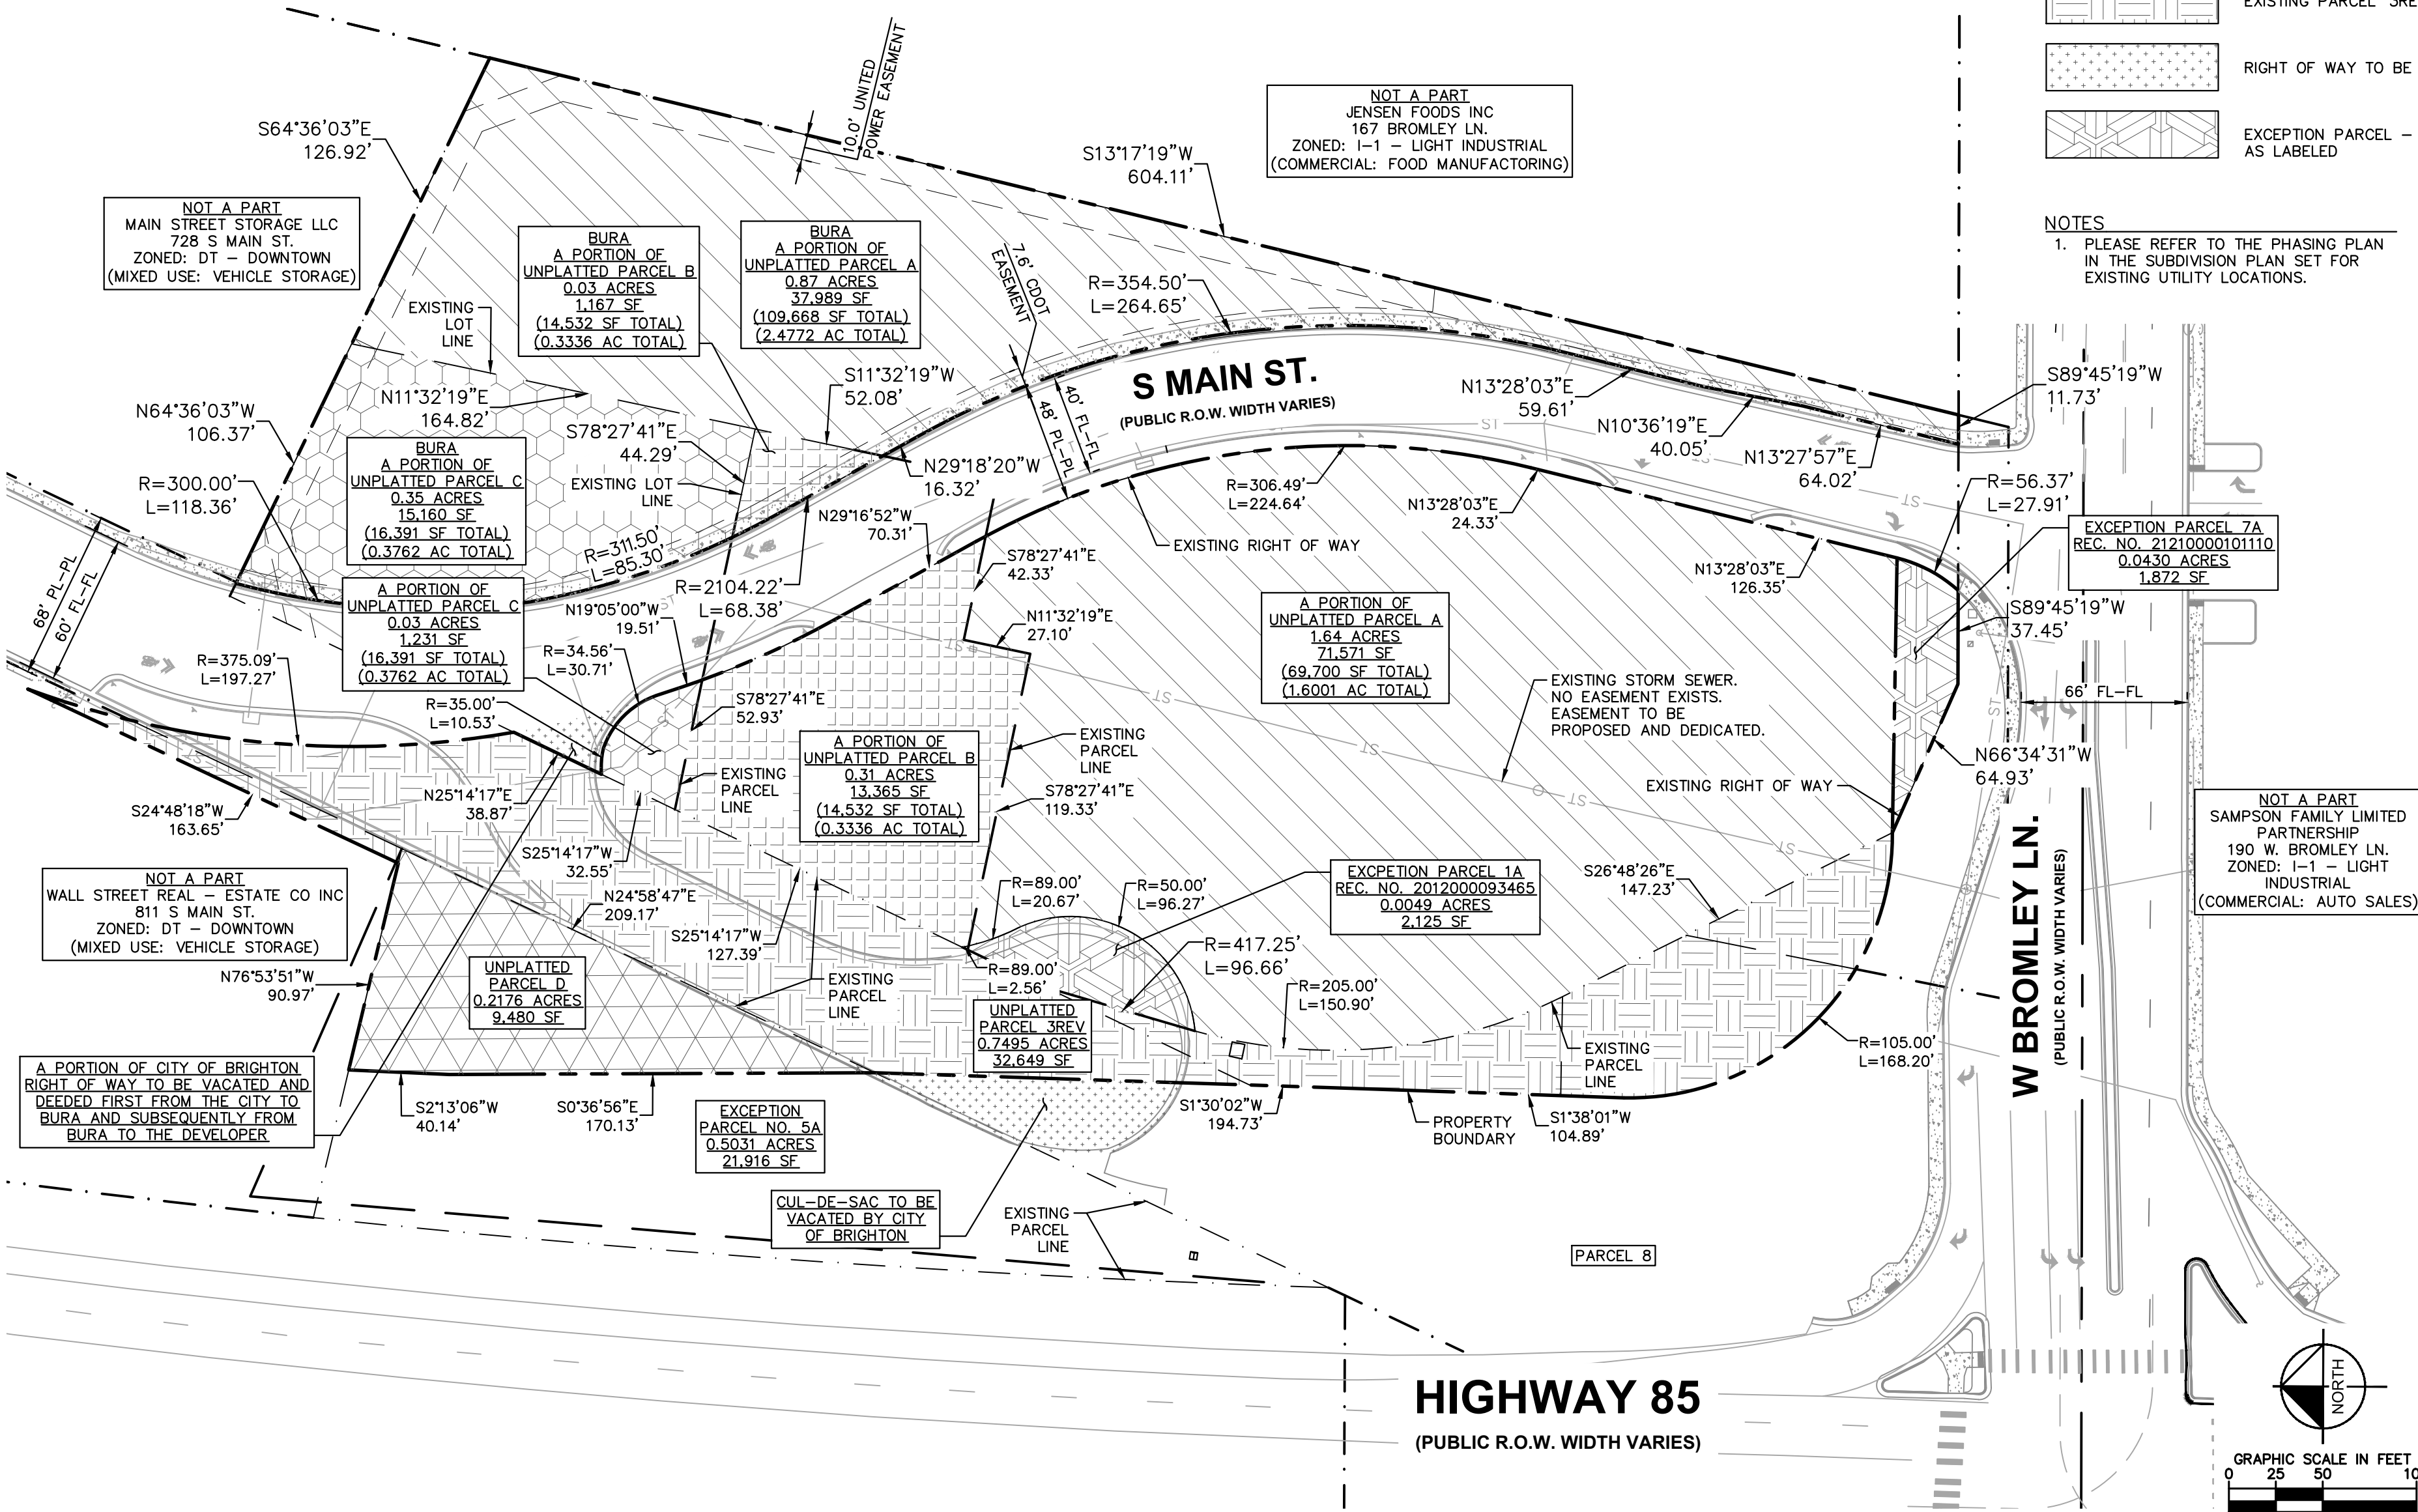 EXISTING PARCEL 3RE
RIGHT OF WAY TO BE
EXCEPTION PARCEL –
AS LABELED
NOTES
1. PLEASE REFER TO THE PHASING PLAN
IN THE SUBDIVISION PLAN SET FOR
EXISTING UTILITY LOCATIONS.
10.0' UNITED
POWER EASEMENT
NOT A PART
JENSEN FOODS INC
167 BROMLEY LN.
ZONED: I–1 – LIGHT INDUSTRIAL
(COMMERCIAL: FOOD MANUFACTORING)
S64°36'03"E
126.92'
S13°17'19"W
604.11'
NOT A PART
MAIN STREET STORAGE LLC
728 S MAIN ST.
ZONED: DT – DOWNTOWN
(MIXED USE: VEHICLE STORAGE)
BURA
A PORTION OF
UNPLATTED PARCEL B
0.03 ACRES
1,167 SF
(14,532 SF TOTAL)
(0.3336 AC TOTAL)
BURA
A PORTION OF
UNPLATTED PARCEL A
0.87 ACRES
37,989 SF
(109,668 SF TOTAL)
(2.4772 AC TOTAL)
7.6' CDOT
EASEMENT
R=354.50'
L=264.65'
EXISTING
LOT
LINE
N11°32'19"E
164.82'
S11°32'19"W
52.08'
S MAIN ST.
(PUBLIC R.O.W. WIDTH VARIES)
40' FL–FL
48' PL–PL
N13°28'03"E
59.61'
S89°45'19"W
11.73'
N64°36'03"W
106.37'
S78°27'41"E
44.29'
N10°36'19"E
40.05'
N13°27'57"E
64.02'
BURA
A PORTION OF
UNPLATTED PARCEL C
0.35 ACRES
15,160 SF
(16,391 SF TOTAL)
(0.3762 AC TOTAL)
EXISTING LOT
LINE
N29°18'20"W
16.32'
R=300.00'
L=118.36'
R=306.49'
L=224.64'
N13°28'03"E
24.33'
R=56.37'
L=27.91'
N29°16'52"W
70.31'
EXISTING RIGHT OF WAY
EXCEPTION PARCEL 7A
REC. NO. 21210000101110
0.0430 ACRES
1,872 SF
R=311.50'
L=85.30'
S78°27'41"E
42.33'
N13°28'03"E
126.35'
68' PL–PL
60' FL–FL
A PORTION OF
UNPLATTED PARCEL C
0.03 ACRES
1,231 SF
(16,391 SF TOTAL)
(0.3762 AC TOTAL)
R=2104.22'
L=68.38'
N19°05'00"W
19.51'
N11°32'19"E
27.10'
A PORTION OF
UNPLATTED PARCEL A
1.64 ACRES
71,571 SF
(69,700 SF TOTAL)
(1.6001 AC TOTAL)
S89°45'19"W
37.45'
R=375.09'
L=197.27'
R=34.56'
L=30.71'
R=35.00'
L=10.53'
S78°27'41"E
52.93'
EXISTING STORM SEWER.
NO EASEMENT EXISTS.
EASEMENT TO BE
PROPOSED AND DEDICATED.
66' FL–FL
A PORTION OF
UNPLATTED PARCEL B
0.31 ACRES
13,365 SF
(14,532 SF TOTAL)
(0.3336 AC TOTAL)
EXISTING
PARCEL
LINE
EXISTING
PARCEL
LINE
N66°34'31"W
64.93'
S24°48'18"W
163.65'
N25°14'17"E
38.87'
S78°27'41"E
119.33'
EXISTING RIGHT OF WAY
NOT A PART
SAMPSON FAMILY LIMITED
PARTNERSHIP
190 W. BROMLEY LN.
ZONED: I–1 – LIGHT
INDUSTRIAL
(COMMERCIAL: AUTO SALES)
W BROMLEY LN.
(PUBLIC R.O.W. WIDTH VARIES)
S25°14'17"W
32.55'
NOT A PART
WALL STREET REAL – ESTATE CO INC
811 S MAIN ST.
ZONED: DT – DOWNTOWN
(MIXED USE: VEHICLE STORAGE)
N24°58'47"E
209.17'
R=89.00'
L=20.67'
R=50.00'
L=96.27'
EXCPETION PARCEL 1A
REC. NO. 2012000093465
0.0049 ACRES
2,125 SF
S26°48'26"E
147.23'
S25°14'17"W
127.39'
R=417.25'
L=96.66'
N76°53'51"W
90.97'
UNPLATTED
PARCEL D
0.2176 ACRES
9,480 SF
EXISTING
PARCEL
LINE
R=89.00'
L=2.56'
R=205.00'
L=150.90'
UNPLATTED
PARCEL 3REV
0.7495 ACRES
32,649 SF
EXISTING
PARCEL
LINE
R=105.00'
L=168.20'
A PORTION OF CITY OF BRIGHTON
RIGHT OF WAY TO BE VACATED AND
DEEDED FIRST FROM THE CITY TO
BURA AND SUBSEQUENTLY FROM
BURA TO THE DEVELOPER
S2°13'06"W
40.14'
S0°36'56"E
170.13'
EXCEPTION
PARCEL NO. 5A
0.5031 ACRES
21,916 SF
S1°30'02"W
194.73'
PROPERTY
BOUNDARY
S1°38'01"W
104.89'
CUL–DE–SAC TO BE
VACATED BY CITY
OF BRIGHTON
EXISTING
PARCEL
LINE
PARCEL 8
HIGHWAY 85
(PUBLIC R.O.W. WIDTH VARIES)
NORTH
GRAPHIC SCALE IN FEET
0 25 50 10
ST
ST
ST
ST
ST
ST
ST
ST
ST
ST